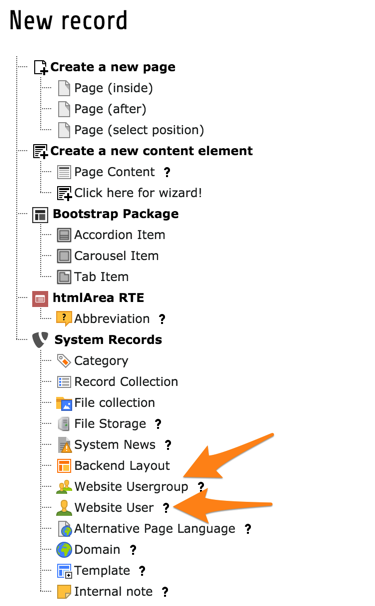 New record
Create a new page
Page (inside)
Page (after)
Page (select position)
Create a new content element
Page Content ?
Click here for wizard!
Bootstrap Package
Accordion Item
Carousel Item
Tab Item
htmlArea RTE
Abbreviation ?
System Records
Category
Record Collection
File collection
File Storage ?
System News ?
Backend Layout
Website Usergroup ?
Website User ?
Alternative Page Language ?
Domain ?
Template ?
Internal note ?